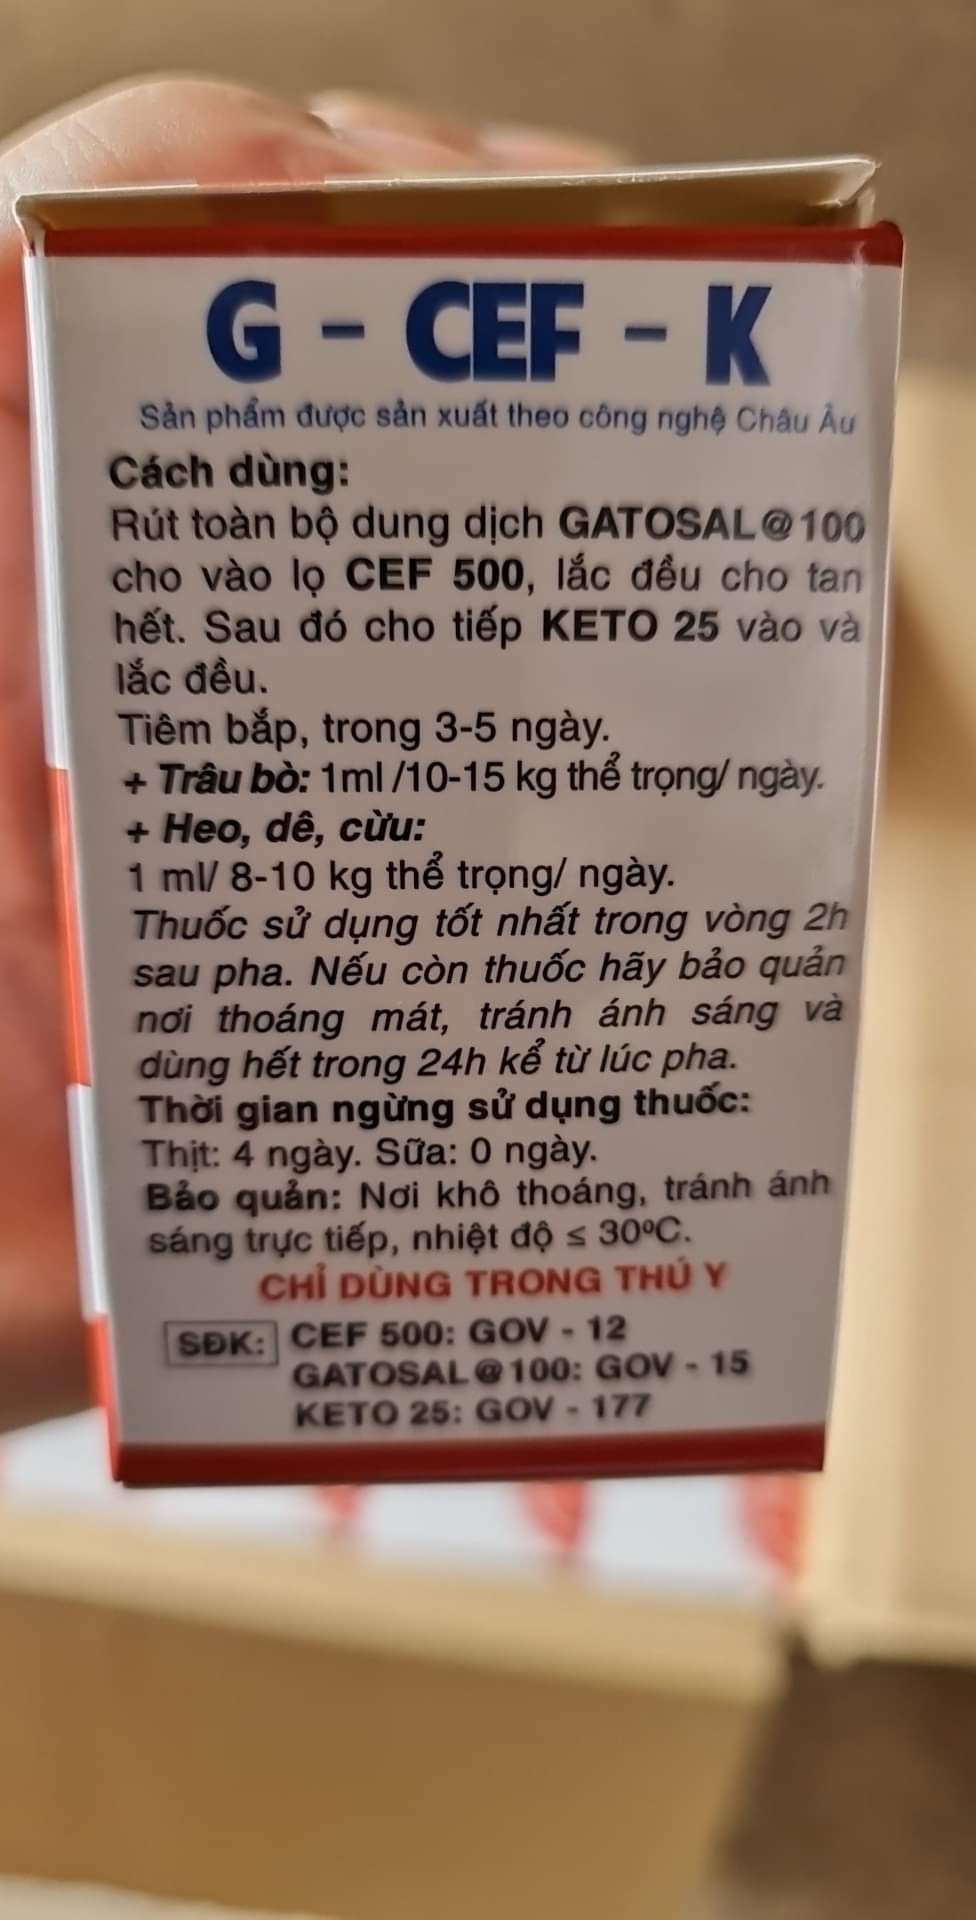 G - CEF - K
Sản phẩm được sản xuất theo công nghệ Châu Âu
Cách dùng:
Rút toàn bộ dung dịch GATOSAL@100
cho vào lọ CEF 500, lắc đều cho tan
hết. Sau đó cho tiếp KETO 25 vào và
lắc đều.
Tiêm bắp, trong 3-5 ngày.
+ Trâu bò: 1ml /10-15 kg thể trọng/ ngày.
+ Heo, dê, cừu:
1 ml/ 8-10 kg thể trọng/ ngày.
Thuốc sử dụng tốt nhất trong vòng 2h
sau pha. Nếu còn thuốc hãy bảo quản
nơi thoáng mát, tránh ánh sáng và
dùng hết trong 24h kể từ lúc pha.
Thời gian ngừng sử dụng thuốc:
Thịt: 4 ngày. Sữa: 0 ngày.
Bảo quản: Nơi khô thoáng, tránh ánh
sáng trực tiếp, nhiệt độ ≤ 30ºC.
CHỈ DÙNG TRONG THÚ Y
SĐK: CEF 500: GOV - 12
GATOSAL@100: GOV - 15
KETO 25: GOV - 177